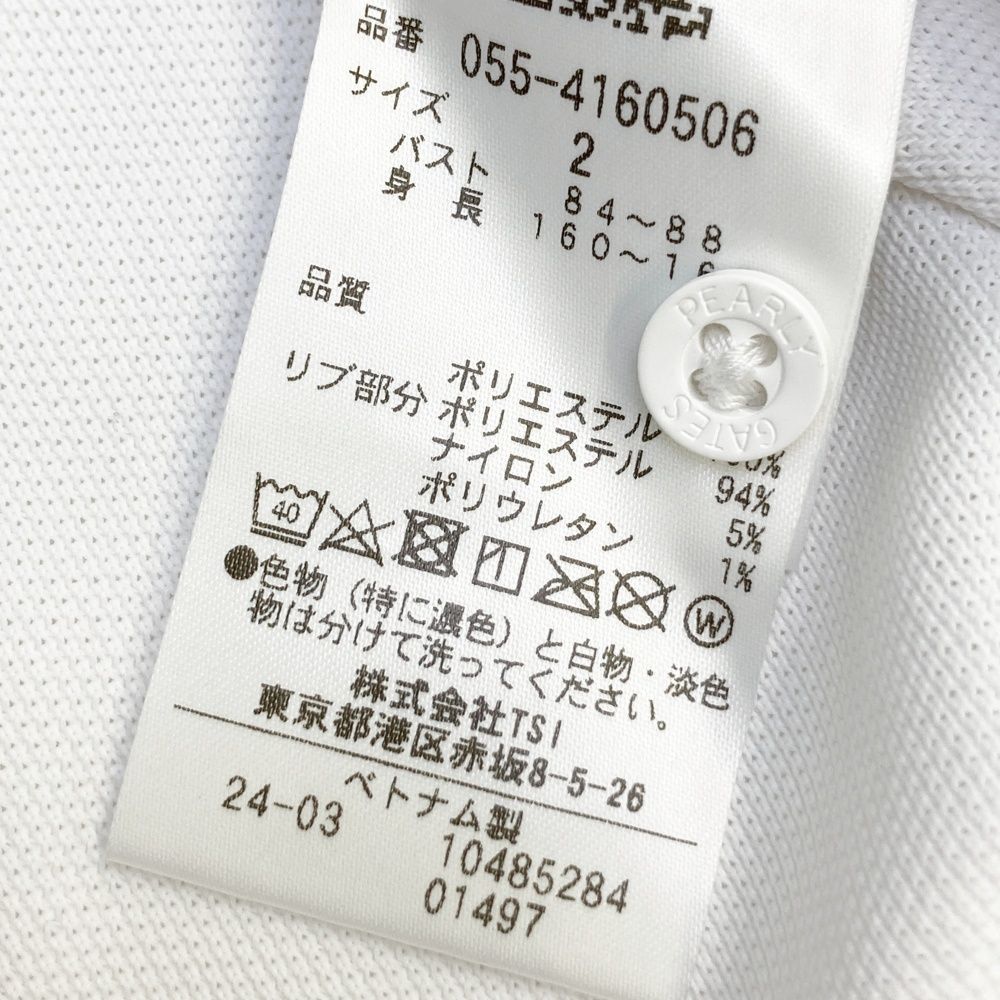 品番 055-4160506
サイズ 2
バスト 84～88
身長 160～16
品質
ポリエステル
リブ部分 ポリエステル 94%
ナイロン 5%
ポリウレタン 1%
40
W
●色物（特に濃色）と白物・淡色
物は分けて洗ってください。
株式会社TSI
東京都港区赤坂8-5-26
ベトナム製
24-03 10485284
01497
PEARLY
GATES